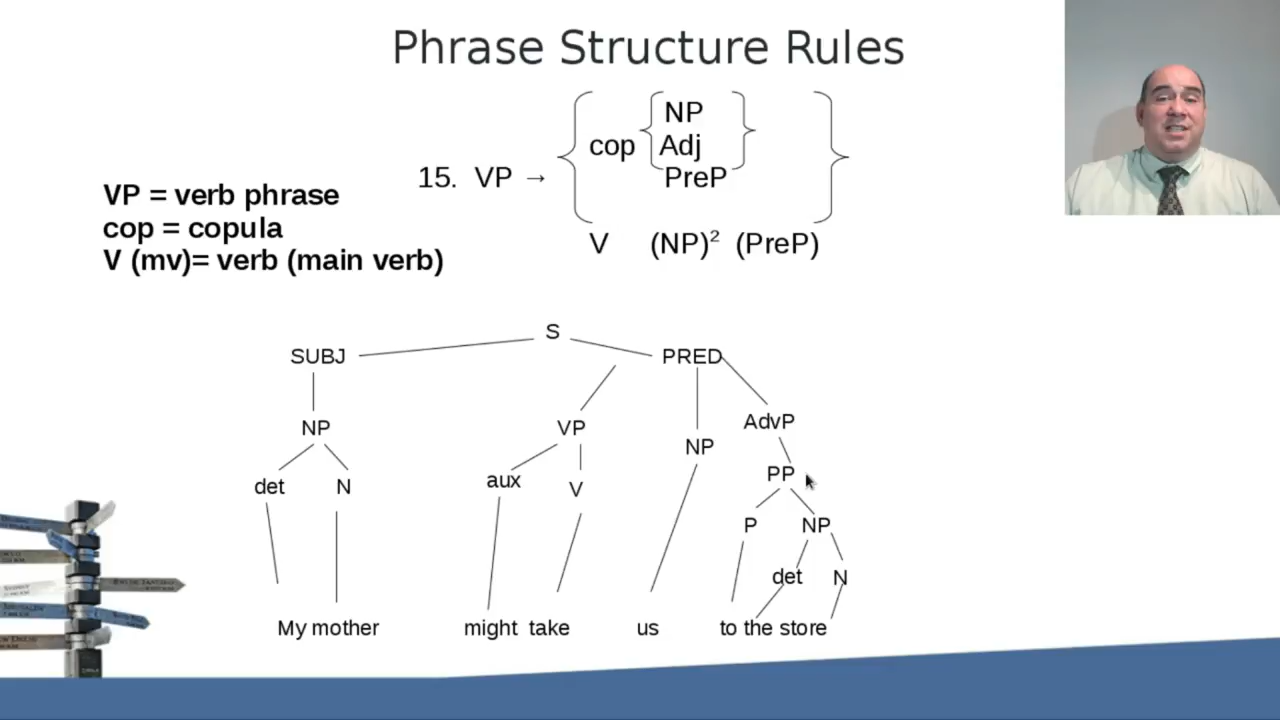 Phrase Structure Rules
NP
cop Adj
15. VP → PreP
V (NP)² (PreP)
VP = verb phrase
cop = copula
V (mv)= verb (main verb)
S
SUBJ PRED
NP VP NP AdvP
det N aux V PP
P NP
det N
My mother might take us to the store